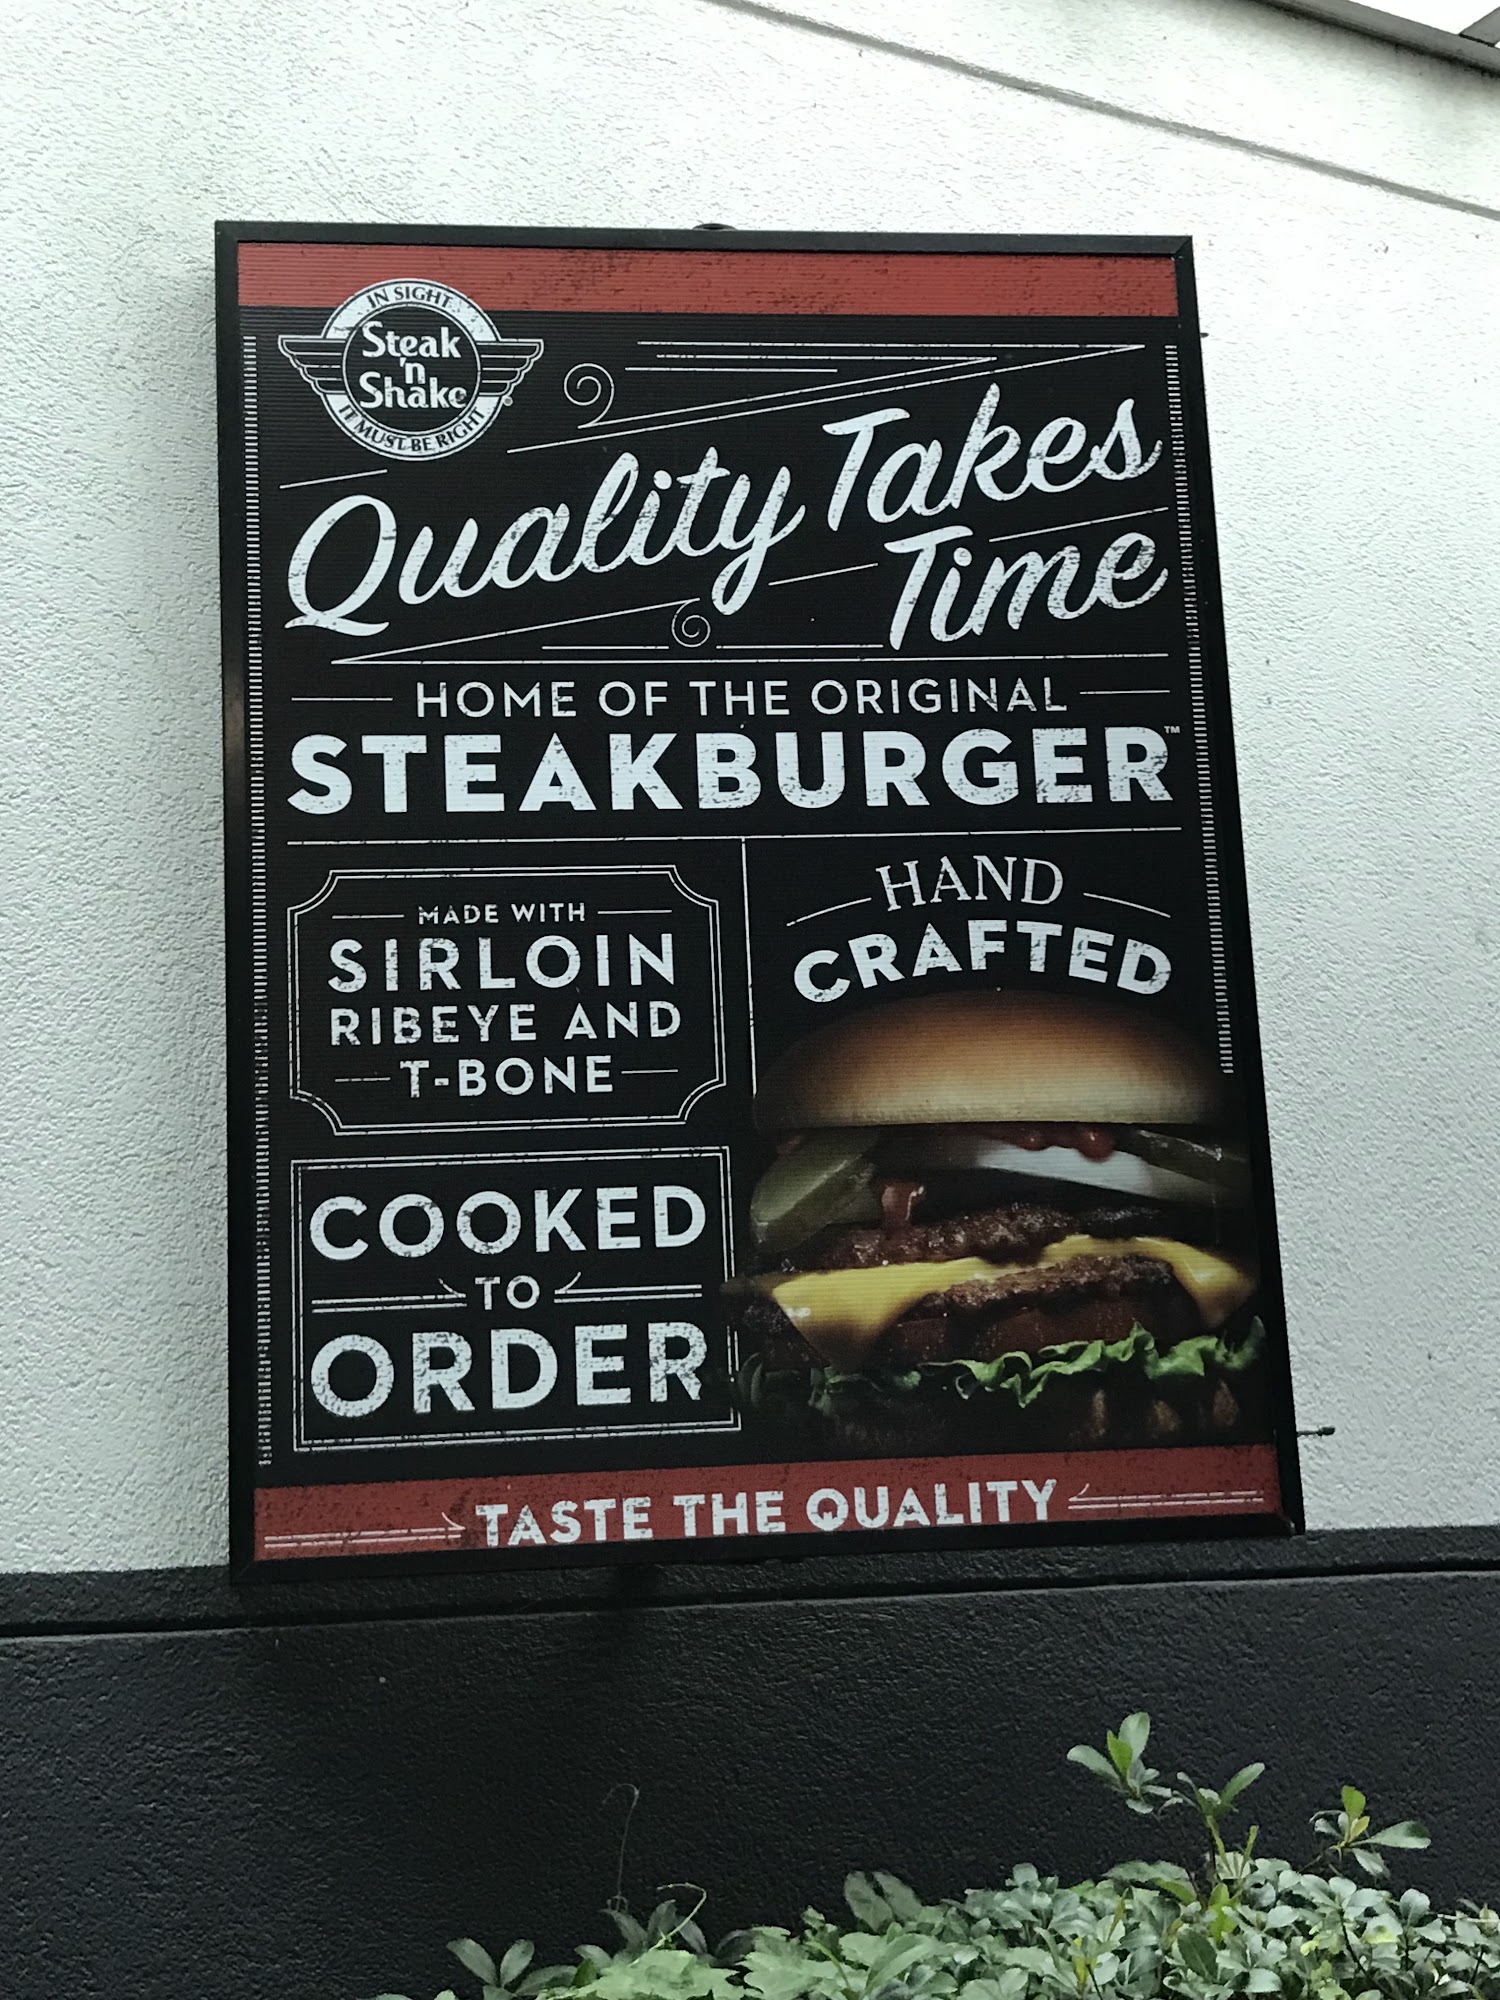 IN SIGHT
Steak
'n
Shake®
IT MUST BE RIGHT
Quality Takes
Time
HOME OF THE ORIGINAL
STEAKBURGER™
MADE WITH
SIRLOIN
RIBEYE AND
T-BONE
HAND
CRAFTED
COOKED
TO
ORDER
TASTE THE QUALITY